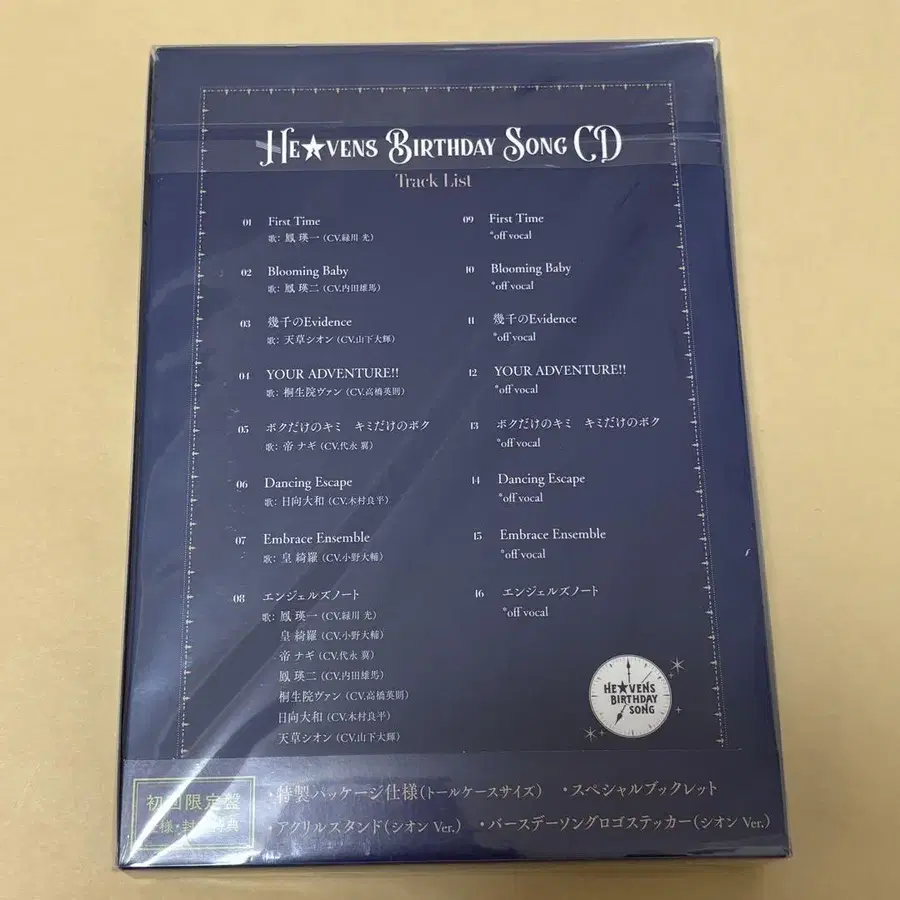 HE★VENS BIRTHDAY SONG CD
Track List
01 First Time
歌: 鳳 瑛一 (CV.緑川 光)
02 Blooming Baby
歌: 鳳 瑛二 (CV.内田雄馬)
03 幾千のEvidence
歌: 天草シオン (CV.山下大輝)
04 YOUR ADVENTURE!!
歌: 桐生院ヴァン (CV.高橋英則)
05 ボクだけのキミ キミだけのボク
歌: 帝 ナギ (CV.代永 翼)
06 Dancing Escape
歌: 日向大和 (CV.木村良平)
07 Embrace Ensemble
歌: 皇 綺羅 (CV.小野大輔)
08 エンジェルズノート
歌: 鳳 瑛一 (CV.緑川 光)
皇 綺羅 (CV.小野大輔)
帝 ナギ (CV.代永 翼)
鳳 瑛二 (CV.内田雄馬)
桐生院ヴァン (CV.高橋英則)
日向大和 (CV.木村良平)
天草シオン (CV.山下大輝)
09 First Time
*off vocal
10 Blooming Baby
*off vocal
11 幾千のEvidence
*off vocal
12 YOUR ADVENTURE!!
*off vocal
13 ボクだけのキミ キミだけのボク
*off vocal
14 Dancing Escape
*off vocal
15 Embrace Ensemble
*off vocal
16 エンジェルズノート
*off vocal
HE★VENS
BIRTHDAY
SONG
初回限定盤
仕様・封入特典
・特製パッケージ仕様(トールケースサイズ) ・スペシャルブックレット
・アクリルスタンド(シオン Ver.) ・バースデーソングロゴステッカー(シオン Ver.)